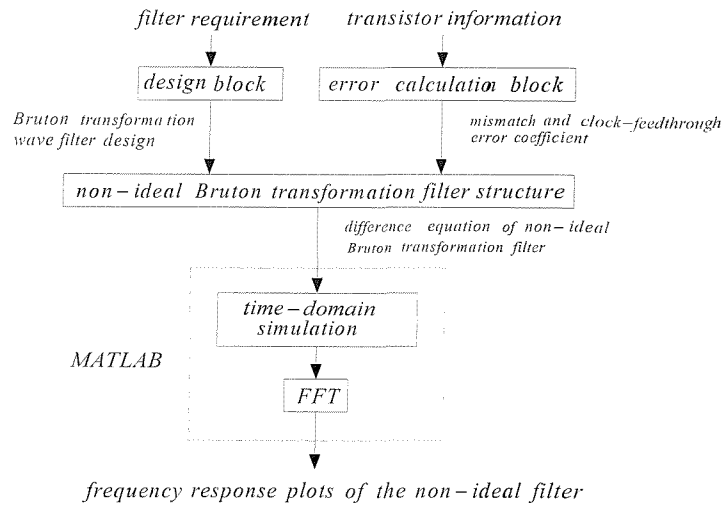 filter requirement
transistor information
design block
error calculation block
Bruton transformation
wave filter design
mismatch and clock-feedthrough
error coefficient
non-ideal Bruton transformation filter structure
difference equation of non-ideal
Bruton transformation filter
time-domain
simulation
MATLAB
FFT
frequency response plots of the non-ideal filter